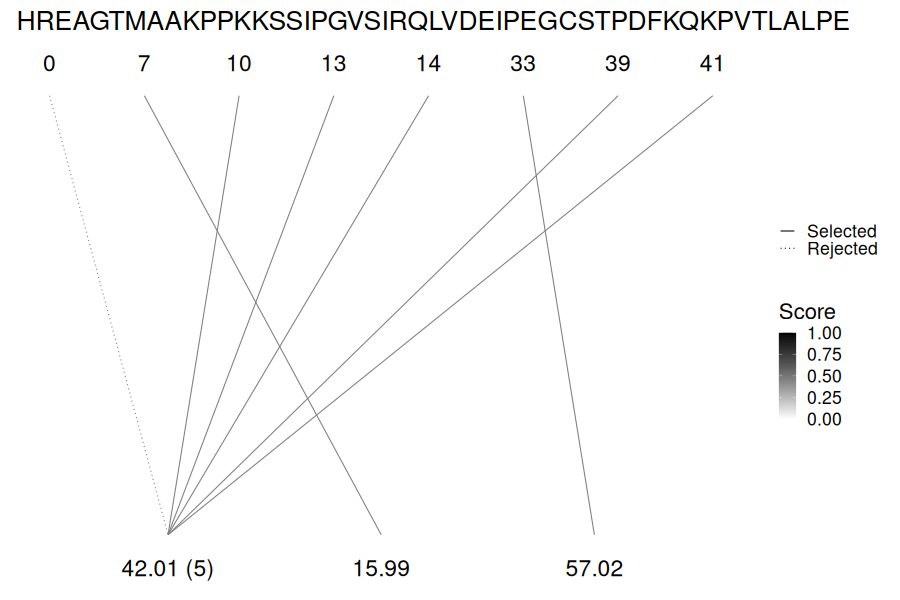 HREAGTMAAKPPKKSSIPGVSIRQLVDEIPEGCSTPDFKQKPVTLALPE
0 7 10 13 14 33 39 41
Selected
Rejected
Score
1.00
0.75
0.50
0.25
0.00
42.01 (5) 15.99 57.02